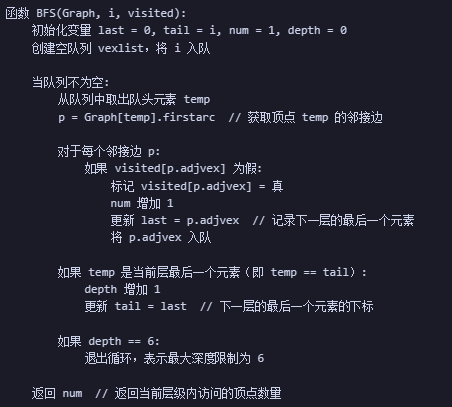 函数 BFS(Graph, i, visited):
初始化变量 last = 0, tail = i, num = 1, depth = 0
创建空队列 vexlist，将 i 入队
当队列不为空:
从队列中取出队头元素 temp
p = Graph[temp].firstarc  // 获取顶点 temp 的邻接边
对于每个邻接边 p:
如果 visited[p.adjvex] 为假:
标记 visited[p.adjvex] = 真
num 增加 1
更新 last = p.adjvex  // 记录下一层的最后一个元素
将 p.adjvex 入队
如果 temp 是当前层最后一个元素（即 temp == tail）:
depth 增加 1
更新 tail = last  // 下一层的最后一个元素的下标
如果 depth == 6:
退出循环，表示最大深度限制为 6
返回 num  // 返回当前层级内访问的顶点数量